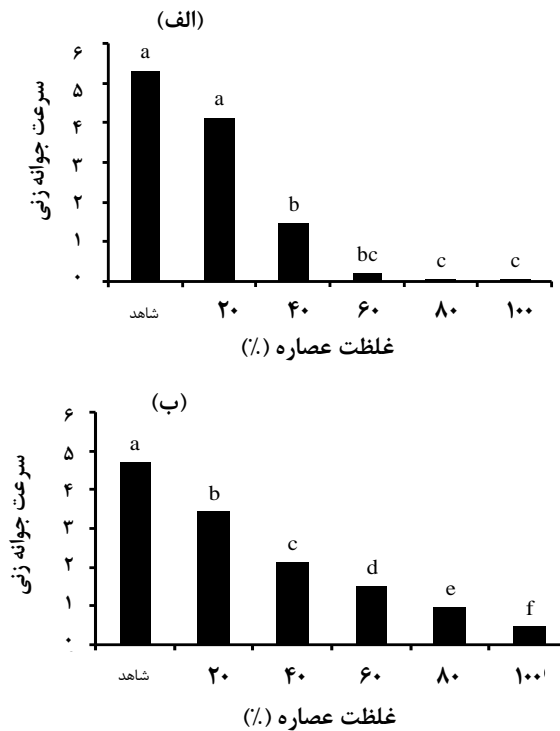 (الف)
سرعت جوانه زنی
۶
۵
۴
۳
۲
۱
۰
a
a
b
bc
c
c
شاهد ۲۰ ۴۰ ۶۰ ۸۰ ۱۰۰
غلظت عصاره (٪)
(ب)
سرعت جوانه زنی
۶
۵
۴
۳
۲
۱
۰
a
b
c
d
e
f
شاهد ۲۰ ۴۰ ۶۰ ۸۰ ۱۰۰
غلظت عصاره (٪)